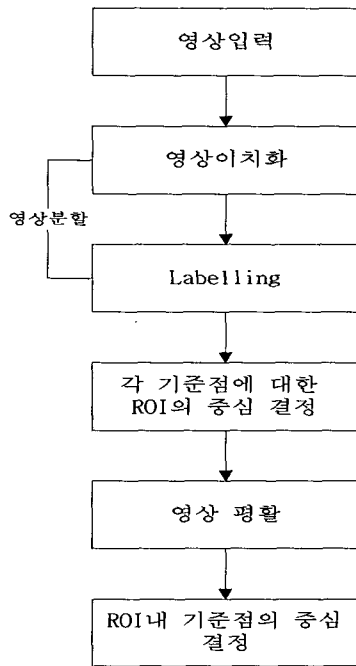 영상입력
영상이치화
영상분할
Labelling
각 기준점에 대한
ROI의 중심 결정
영상 평활
ROI내 기준점의 중심
결정